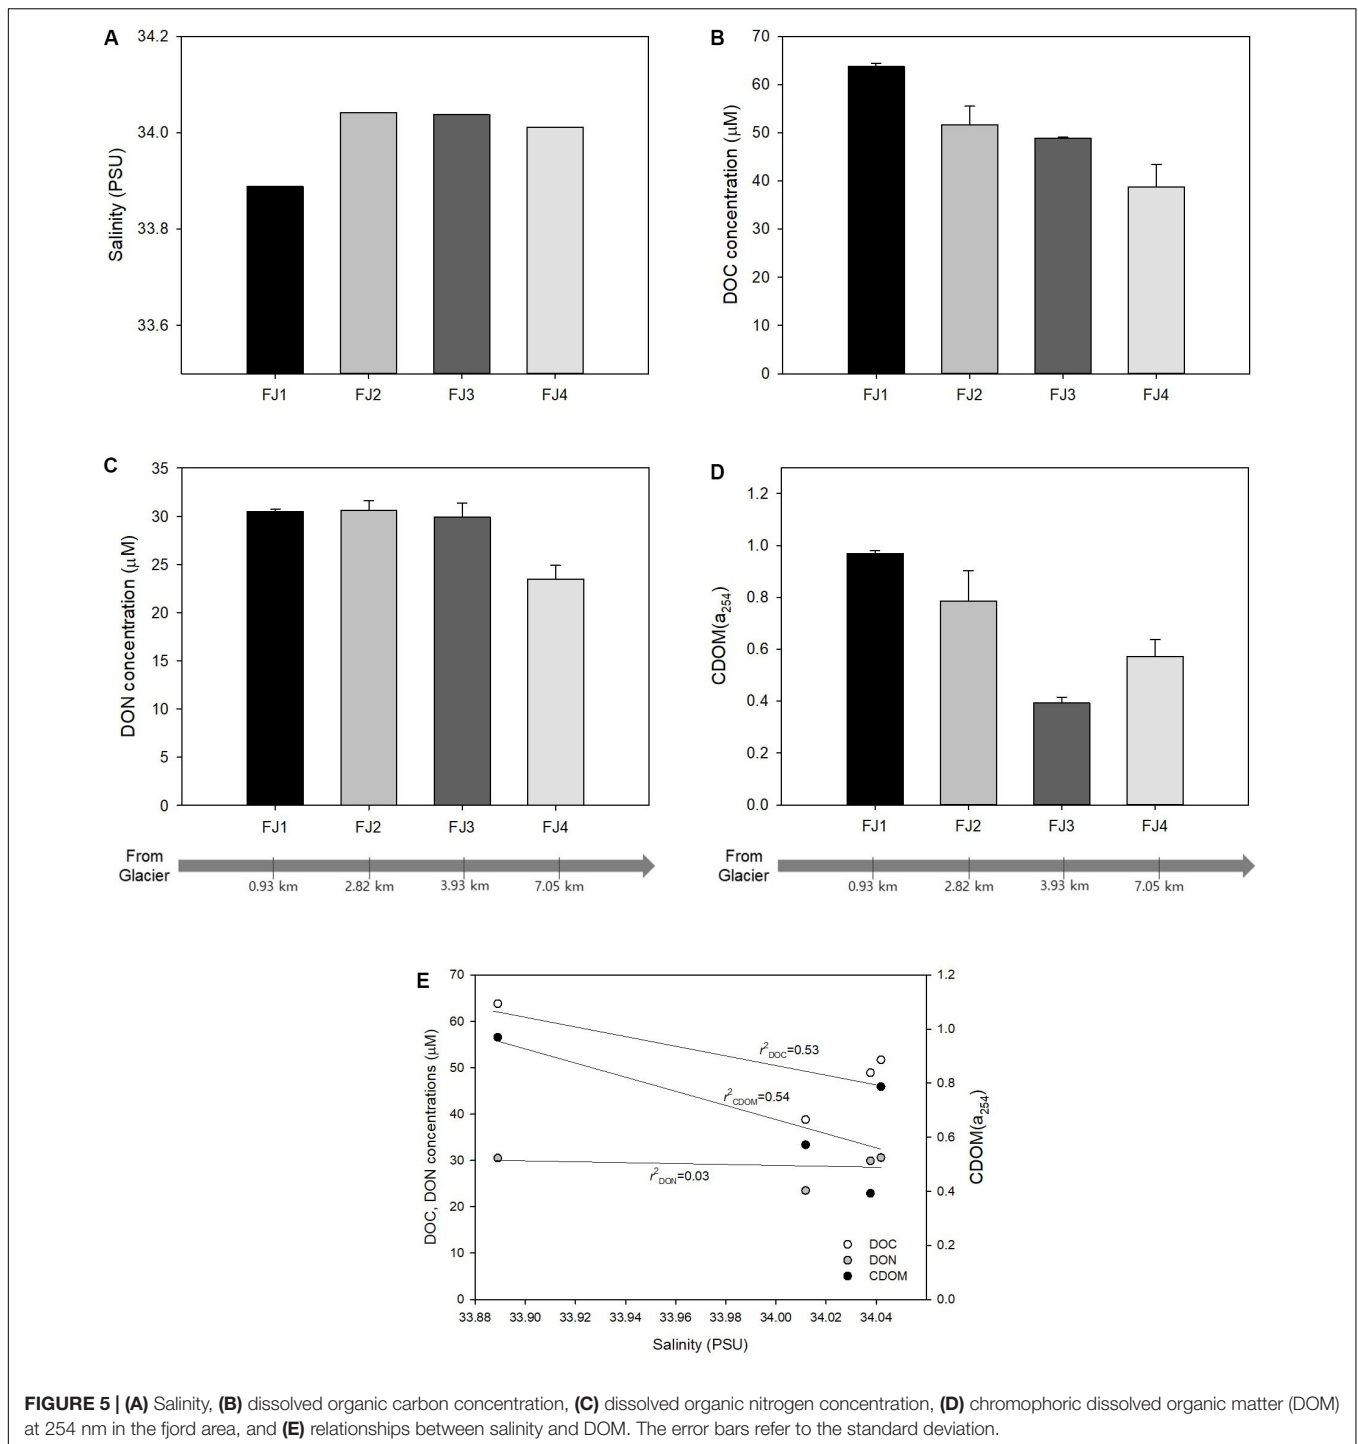 A
34.2
34.0
33.8
33.6
Salinity (PSU)
FJ1 FJ2 FJ3 FJ4
B
70
60
50
40
30
20
10
0
DOC concentration (μM)
FJ1 FJ2 FJ3 FJ4
C
35
30
25
20
15
10
5
0
DON concentration (μM)
FJ1 FJ2 FJ3 FJ4
From
Glacier
0.93 km 2.82 km 3.93 km 7.05 km
D
1.2
1.0
0.8
0.6
0.4
0.2
0.0
CDOM(a254)
FJ1 FJ2 FJ3 FJ4
From
Glacier
0.93 km 2.82 km 3.93 km 7.05 km
E
70
60
50
40
30
20
10
0
DOC, DON concentrations (μM)
r²DOC=0.53
r²CDOM=0.54
r²DON=0.03
DOC
DON
CDOM
1.2
1.0
0.8
0.6
0.4
0.2
0.0
CDOM(a254)
33.88 33.90 33.92 33.94 33.96 33.98 34.00 34.02 34.04
Salinity (PSU)
FIGURE 5 | (A) Salinity, (B) dissolved organic carbon concentration, (C) dissolved organic nitrogen concentration, (D) chromophoric dissolved organic matter (DOM)
at 254 nm in the fjord area, and (E) relationships between salinity and DOM. The error bars refer to the standard deviation.